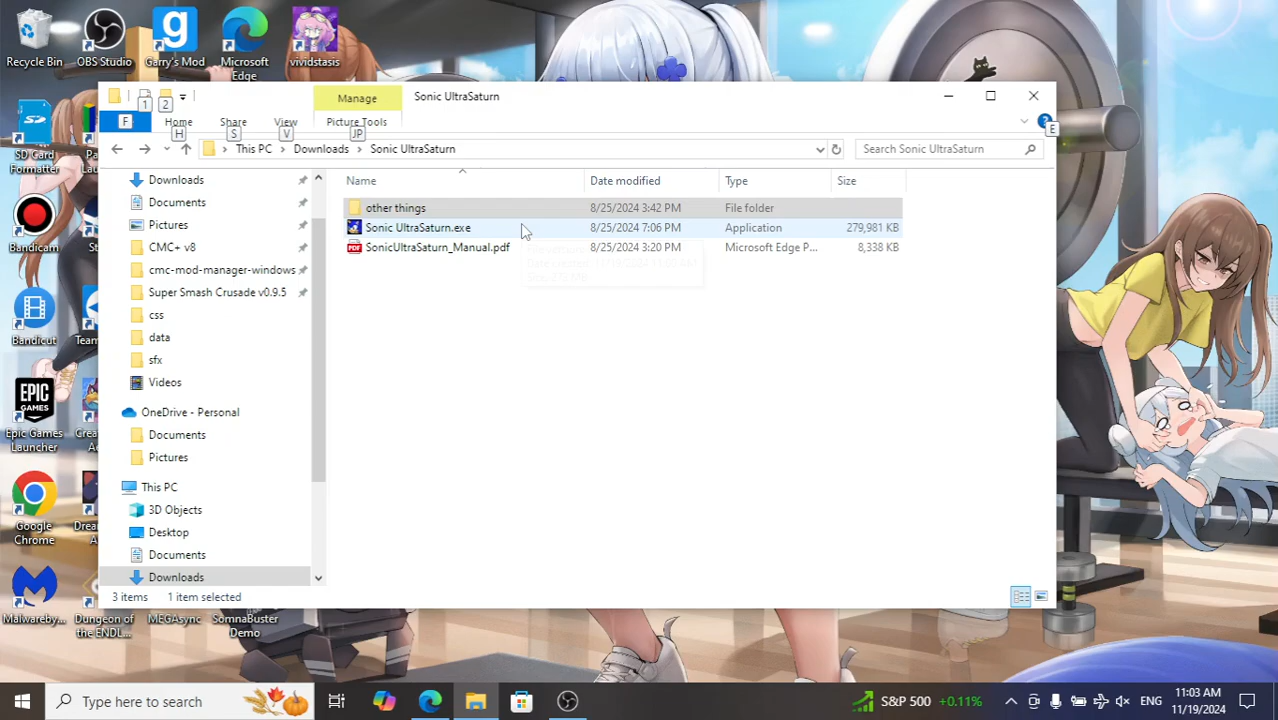 Recycle Bin
OBS Studio
Garry's Mod
Microsoft Edge
vividstasis
SD Card Formatter
Bandicam
Bandicut
Epic Games Launcher
Google Chrome
Malwareby...
Dungeon of the ENDL...
MEGAsync
SomnaBuster Demo
EPIC GAMES
1
2
Manage
Sonic UltraSaturn
F
Home
Share
View
Picture Tools
H
S
V
JP
E
This PC
Downloads
Sonic UltraSaturn
Search Sonic UltraSaturn
Name
Date modified
Type
Size
other things
8/25/2024 3:42 PM
File folder
Sonic UltraSaturn.exe
8/25/2024 7:06 PM
Application
279,981 KB
SonicUltraSaturn_Manual.pdf
8/25/2024 3:20 PM
Microsoft Edge P...
8,338 KB
Downloads
Documents
Pictures
CMC+ v8
cmc-mod-manager-windows
Super Smash Crusade v0.9.5
css
data
sfx
Videos
OneDrive - Personal
Documents
Pictures
This PC
3D Objects
Desktop
Documents
Downloads
3 items
1 item selected
Type here to search
S&P 500 +0.11%
ENG
11:03 AM
11/19/2024